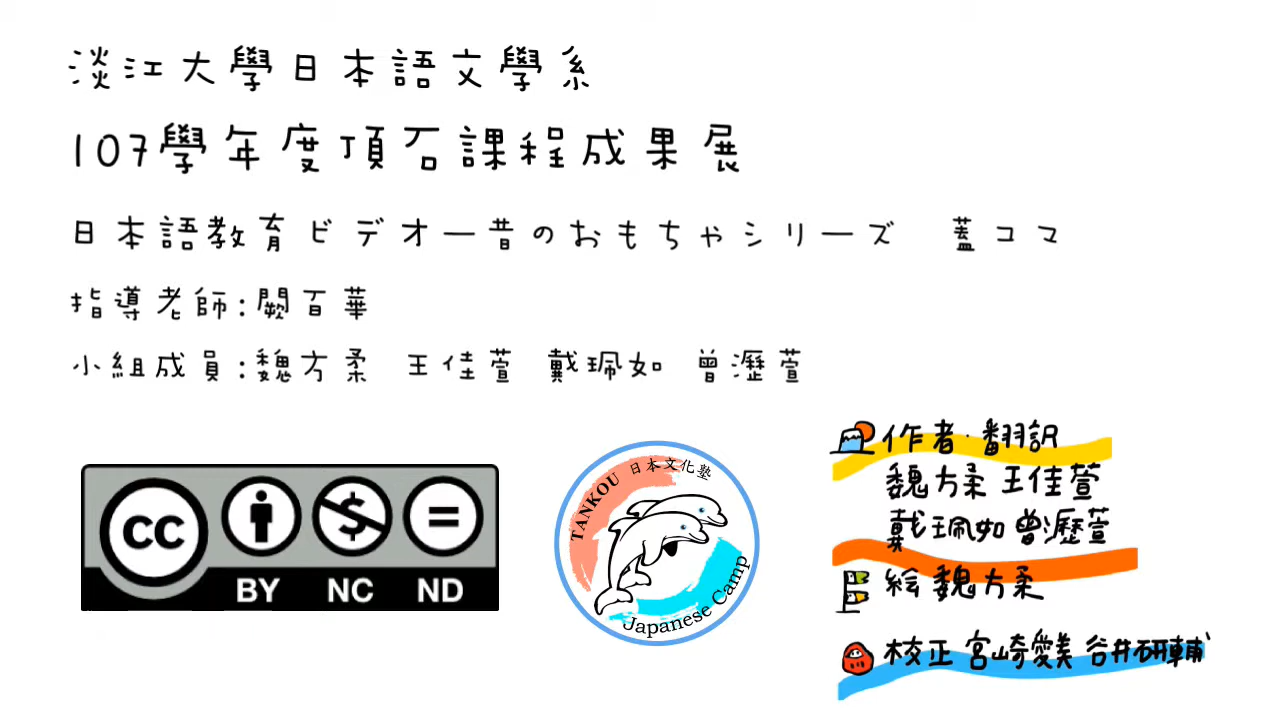 淡江大學日本語文學系
107學年度頂石課程成果展
日本語教育ビデオー昔のおもちゃシリーズ 蓋コマ
指導老師:闕百華
小組成員:魏方柔 王佳萱 戴珮如 曾瀝萱
CC BY NC ND
TANKOU 日本文化塾
Japanese Camp
作者·翻訳
魏方柔 王佳萱
戴珮如 曾瀝萱
絵 魏方柔
校正 宮崎愛美 谷井研輔